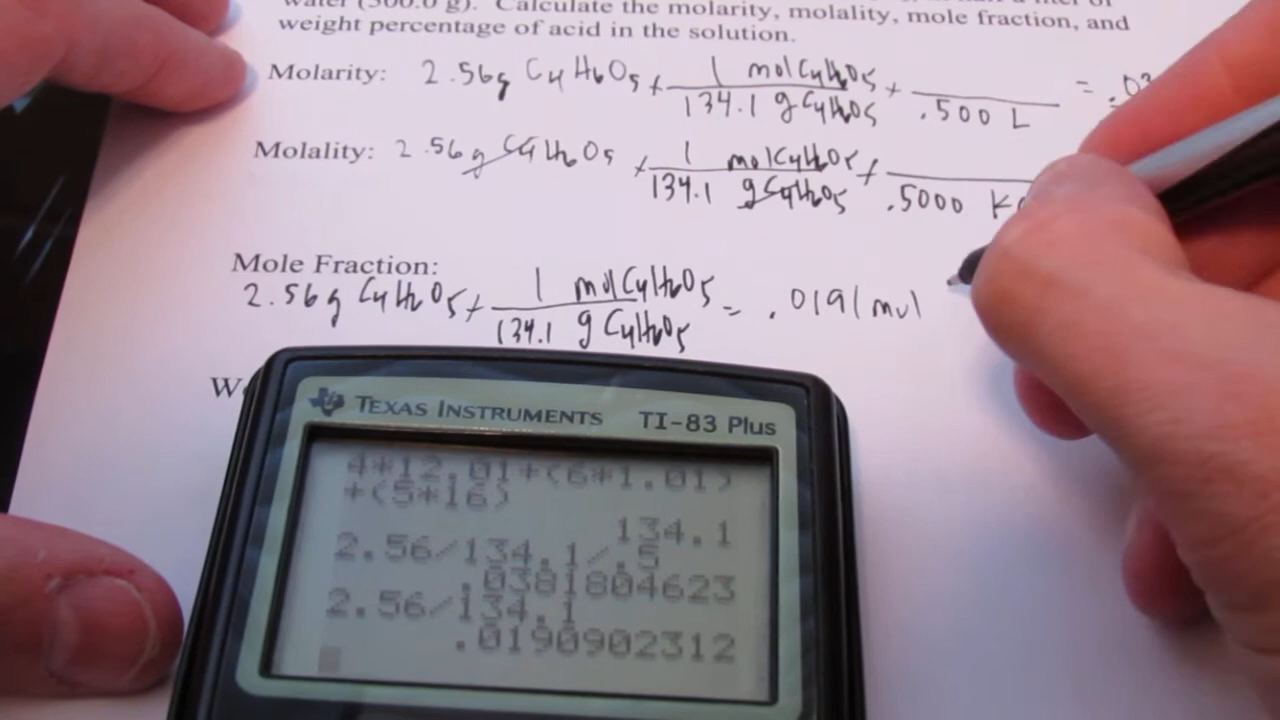 water (500.0 g). Calculate the molarity, molality, mole fraction, and
weight percentage of acid in the solution.
Molarity: 2.56g C4H6O5 × 1 mol C4H6O5 × = .03
134.1 g C4H6O5 .500 L
Molality: 2.56 g C4H6O5 × 1 mol C4H6O5 ×
134.1 g C4H6O5 .5000 K
Mole Fraction:
2.56g C4H6O5 × 1 mol C4H6O5 = .0191 mol
134.1 g C4H6O5
TEXAS INSTRUMENTS TI-83 Plus
4*12.01+(6*1.01)
+(5*16)
134.1
2.56/134.1/.5
.0381804623
2.56/134.1
.0190902312